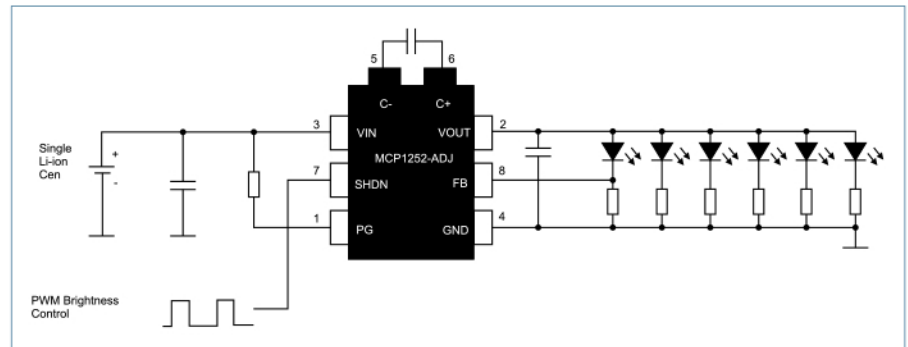 5
6
C-
C+
3
VIN
VOUT
2
MCP1252-ADJ
Single
Li-ion
Cen
+
-
7
SHDN
FB
8
1
PG
GND
4
PWM Brightness
Control